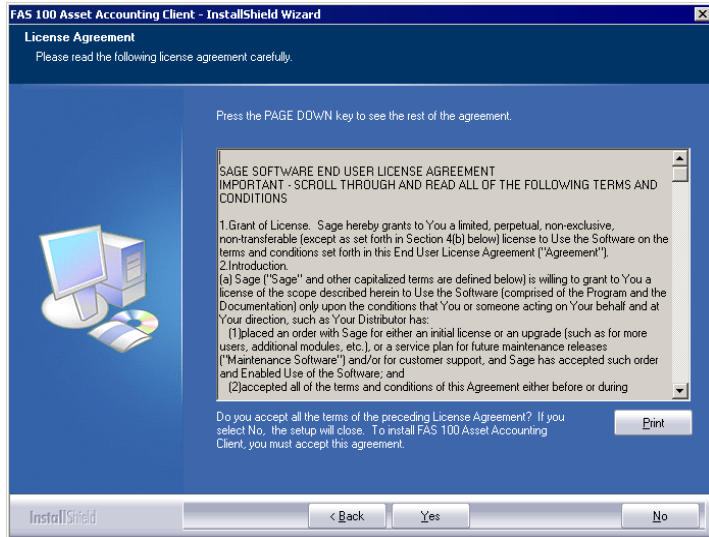 FAS 100 Asset Accounting Client - InstallShield Wizard
License Agreement
Please read the following license agreement carefully.
Press the PAGE DOWN key to see the rest of the agreement.
SAGE SOFTWARE END USER LICENSE AGREEMENT
IMPORTANT - SCROLL THROUGH AND READ ALL OF THE FOLLOWING TERMS AND
CONDITIONS
1.Grant of License.  Sage hereby grants to You a limited, perpetual, non-exclusive,
non-transferable (except as set forth in Section 4(b) below) license to Use the Software on the
terms and conditions set forth in this End User License Agreement ("Agreement").
2.Introduction.
(a) Sage ("Sage" and other capitalized terms are defined below) is willing to grant to You a
license of the scope described herein to Use the Software (comprised of the Program and the
Documentation) only upon the conditions that You or someone acting on Your behalf and at
Your direction, such as Your Distributor has:
(1)placed an order with Sage for either an initial license or an upgrade (such as for more
users, additional modules, etc.), or a service plan for future maintenance releases
("Maintenance Software") and/or for customer support, and Sage has accepted such order
and Enabled Use of the Software; and
(2)accepted all of the terms and conditions of this Agreement either before or during
Do you accept all the terms of the preceding License Agreement?  If you
select No,  the setup will close.  To install FAS 100 Asset Accounting
Client, you must accept this agreement.
Print
InstallShield
< Back
Yes
No